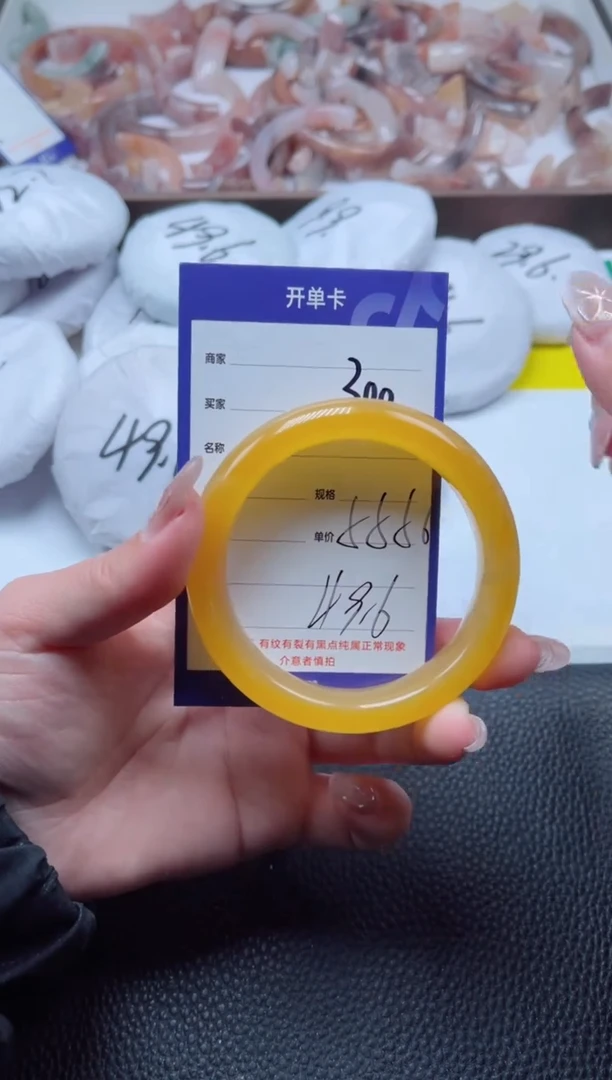 49.6
39.6
开单卡
商家
买家
300
名称
49.
规格
单价 5556
49.6
有纹有裂有黑点纯属正常现象
介意者慎拍